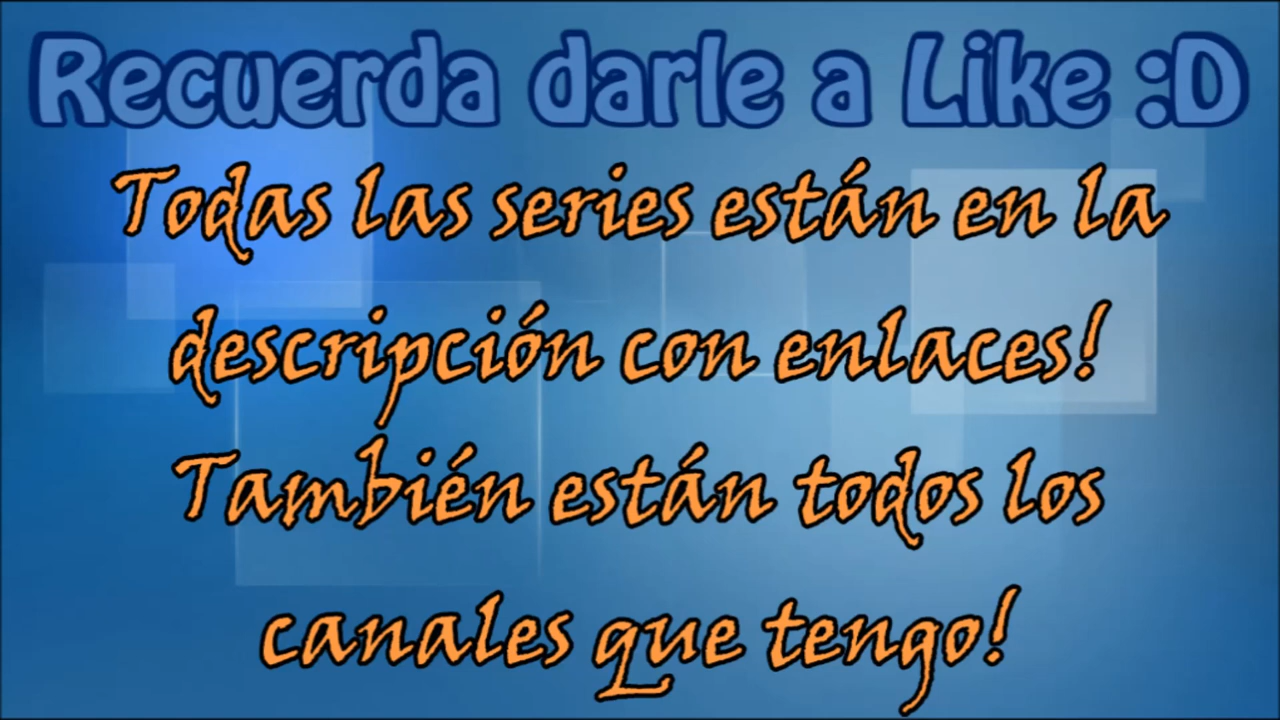 Recuerda darle a Like :D
Todas las series están en la
descripción con enlaces!
También están todos los
canales que tengo!